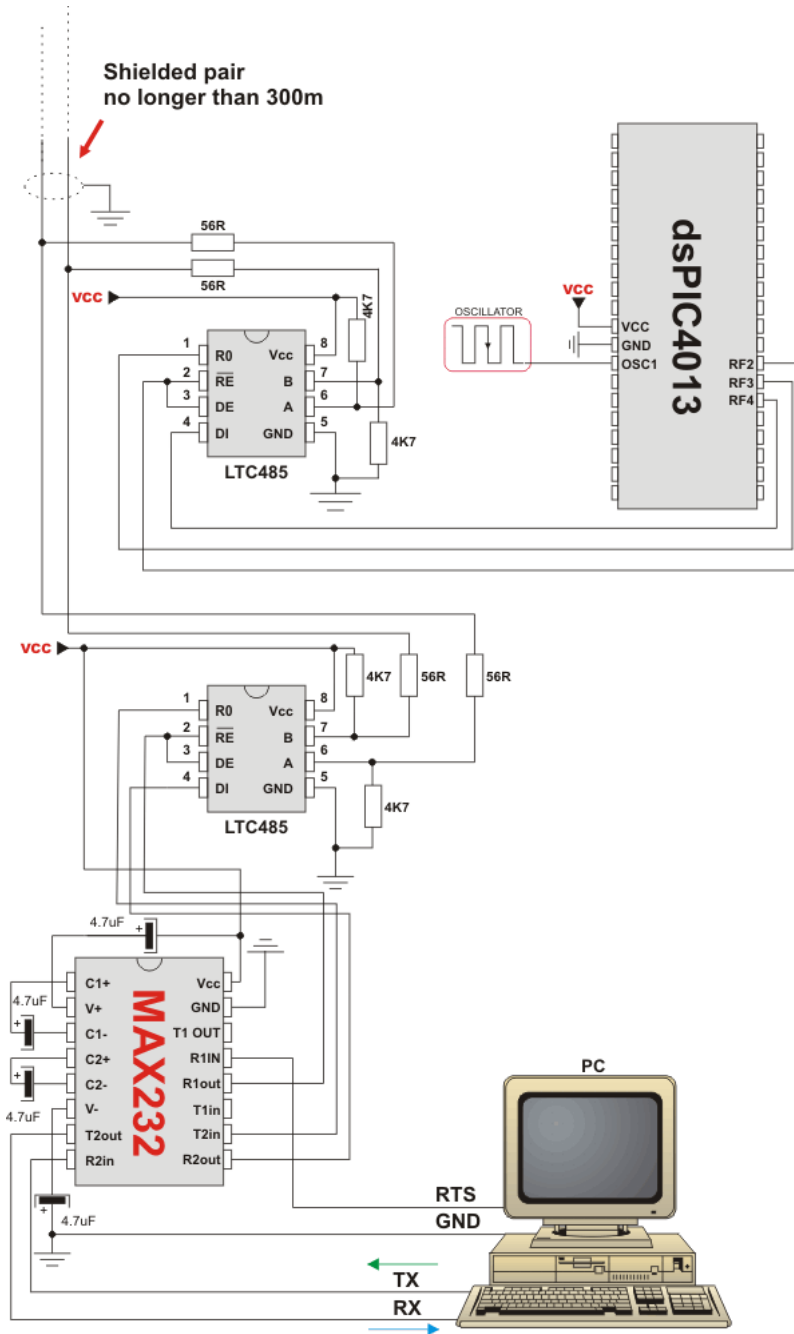 Shielded pair
no longer than 300m
56R
56R
vcc
4K7
1 R0 Vcc 8
2 RE B 7
3 DE A 6
4 DI GND 5
4K7
LTC485
OSCILLATOR
vcc
VCC
GND
OSC1
dsPIC4013
RF2
RF3
RF4
vcc
4K7
56R
56R
1 R0 Vcc 8
2 RE B 7
3 DE A 6
4 DI GND 5
4K7
LTC485
4.7uF
+
4.7uF
+
+
4.7uF
+
4.7uF
C1+ Vcc
V+ GND
C1- T1 OUT
C2+ R1IN
C2- R1out
V- T1in
T2out T2in
R2in R2out
MAX232
PC
RTS
GND
TX
RX